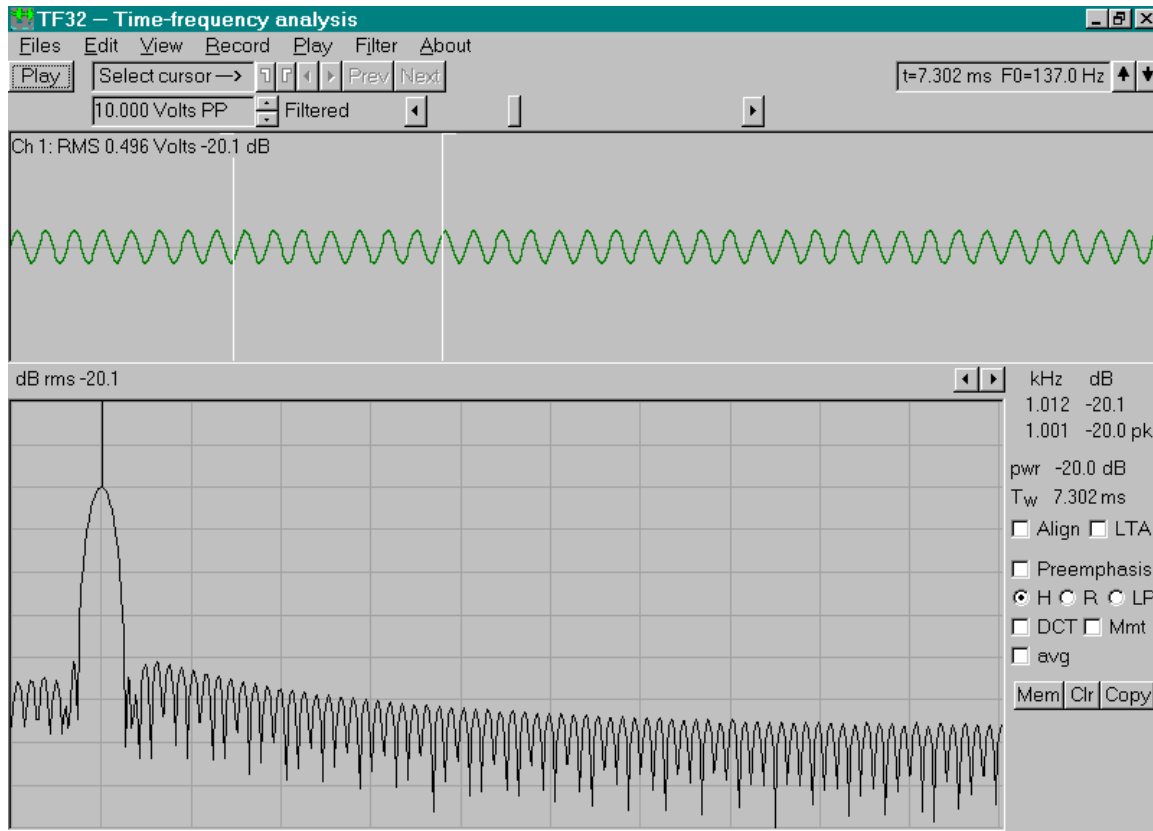 TF32 – Time-frequency analysis
Files Edit View Record Play Filter About
Play Select cursor --> Prev Next t=7.302 ms F0=137.0 Hz
10.000 Volts PP Filtered
Ch 1: RMS 0.496 Volts -20.1 dB
dB rms -20.1
kHz dB
1.012 -20.1
1.001 -20.0 pk
pwr -20.0 dB
TW 7.302 ms
Align LTA
Preemphasis
H R LP
DCT Mmt
avg
Mem Clr Copy